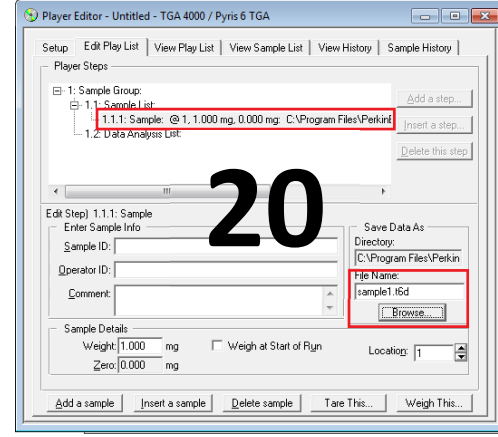 Player Editor - Untitled - TGA 4000 / Pyris 6 TGA
Setup Edit Play List View Play List View Sample List View History Sample History
Player Steps
1: Sample Group:
1.1: Sample List:
1.1.1: Sample: @ 1, 1.000 mg, 0.000 mg: C:\Program Files\PerkinE
1.2: Data Analysis List:
Add a step...
Insert a step...
Delete this step
20
Edit Step) 1.1.1: Sample
Enter Sample Info
Sample ID:
Operator ID:
Comment:
Save Data As
Directory:
C:\Program Files\Perkin
File Name:
sample1.t6d
Browse...
Sample Details
Weight: 1.000 mg
Weigh at Start of Run
Location: 1
Zero: 0.000 mg
Add a sample Insert a sample Delete sample Tare This... Weigh This...